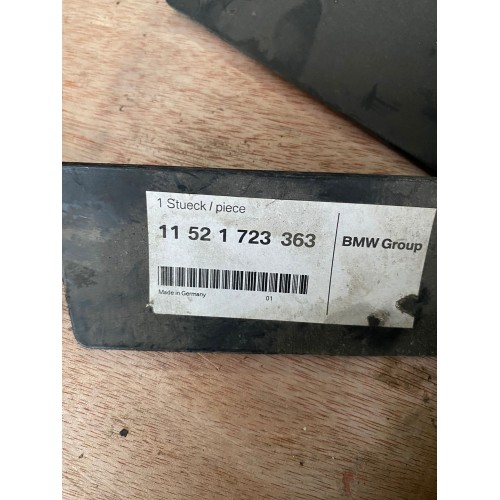 1 Stueck / piece
11 52 1 723 363
BMW Group
Made in Germany
01